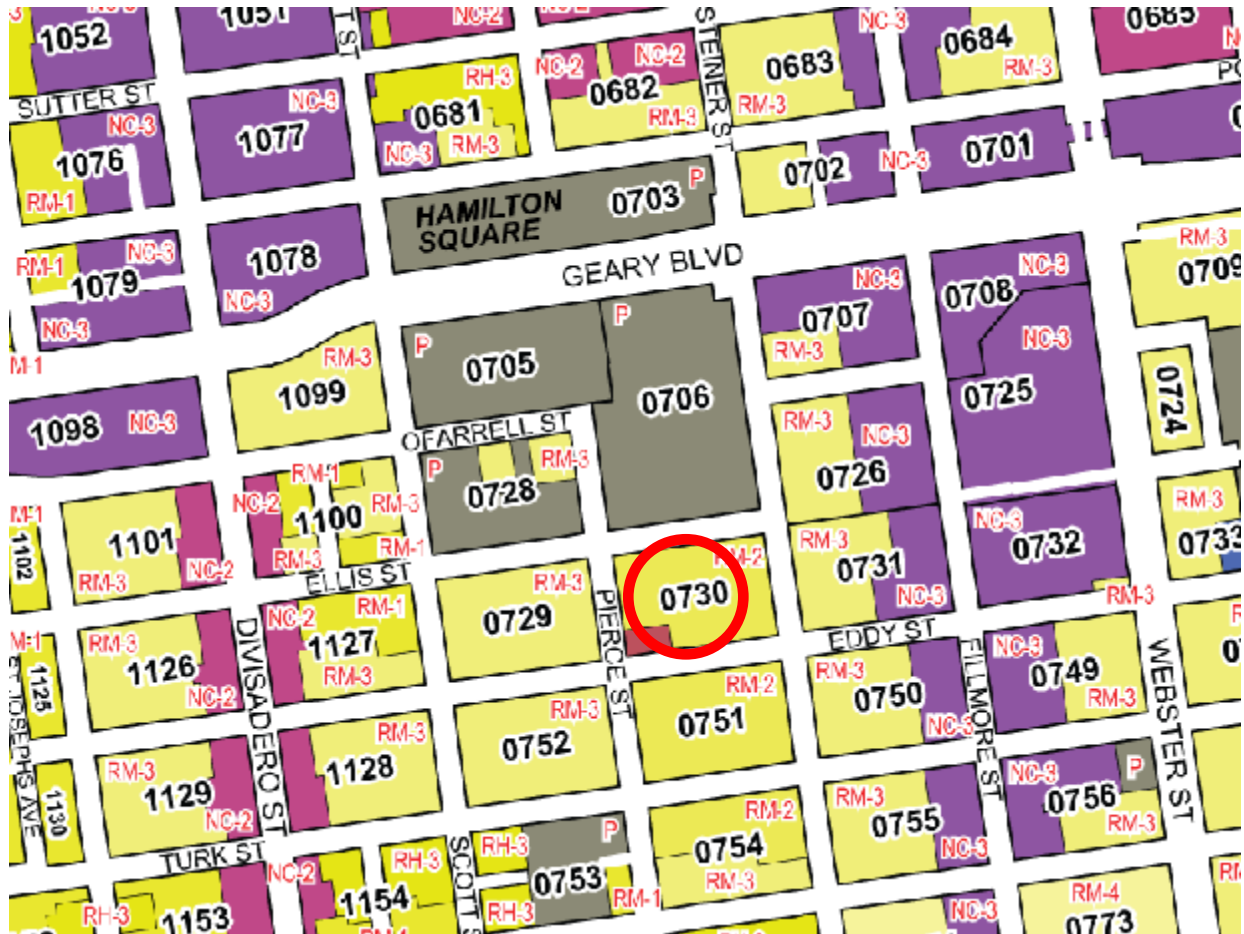 1052
1051
ST ST
NC-2
STEINER ST
NC-3
0684
RM-3
0685
SUTTER ST
NC-3
1076
RM-1
NC-3
1077
RH-3
0681
NC-3
RM-3
NC-2
NC-2
0682
RM-3
0683
RM-3
0702
NC-3
0701
HAMILTON
SQUARE
0703
P
RM-1
NC-3
1079
NC-3
1078
NC-3
GEARY BLVD
NC-3
0707
RM-3
NC-3
0708
NC-3
0725
RM-3
0709
0724
M-1
1098
NC-3
RM-3
1099
P
0705
P
0706
OFARRELL ST
P
RM-3
0728
RM-3
NC-3
0726
M-1
1102
1101
RM-3
NC-2
NC-2
RM-1
1100
RM-3
RM-3
RM-1
ELLIS ST
RM-3
0729
PIERCE ST
RM-2
0730
RM-3
0731
NC-3
NC-3
0732
RM-3
RM-3
0733
EDDY ST
M-1
1125
ST JOSEPHS AVE
RM-3
1126
NC-2
DIVISADERO ST
NC-2
RM-1
1127
RM-3
RM-3
0752
RM-2
0751
RM-3
0750
NC-3
FILLMORE ST
NC-3
0749
RM-3
WEBSTER ST
1130
RM-3
1129
NC-2
RM-3
1128
RM-2
0754
RM-3
RM-3
0755
NC-3
NC-3
P
0756
RM-3
TURK ST
RH-3
1153
NC-2
RH-3
1154
RM-4
SCOTT S
RH-3
RH-3
P
0753
RM-1
NC-3
RM-4
0773